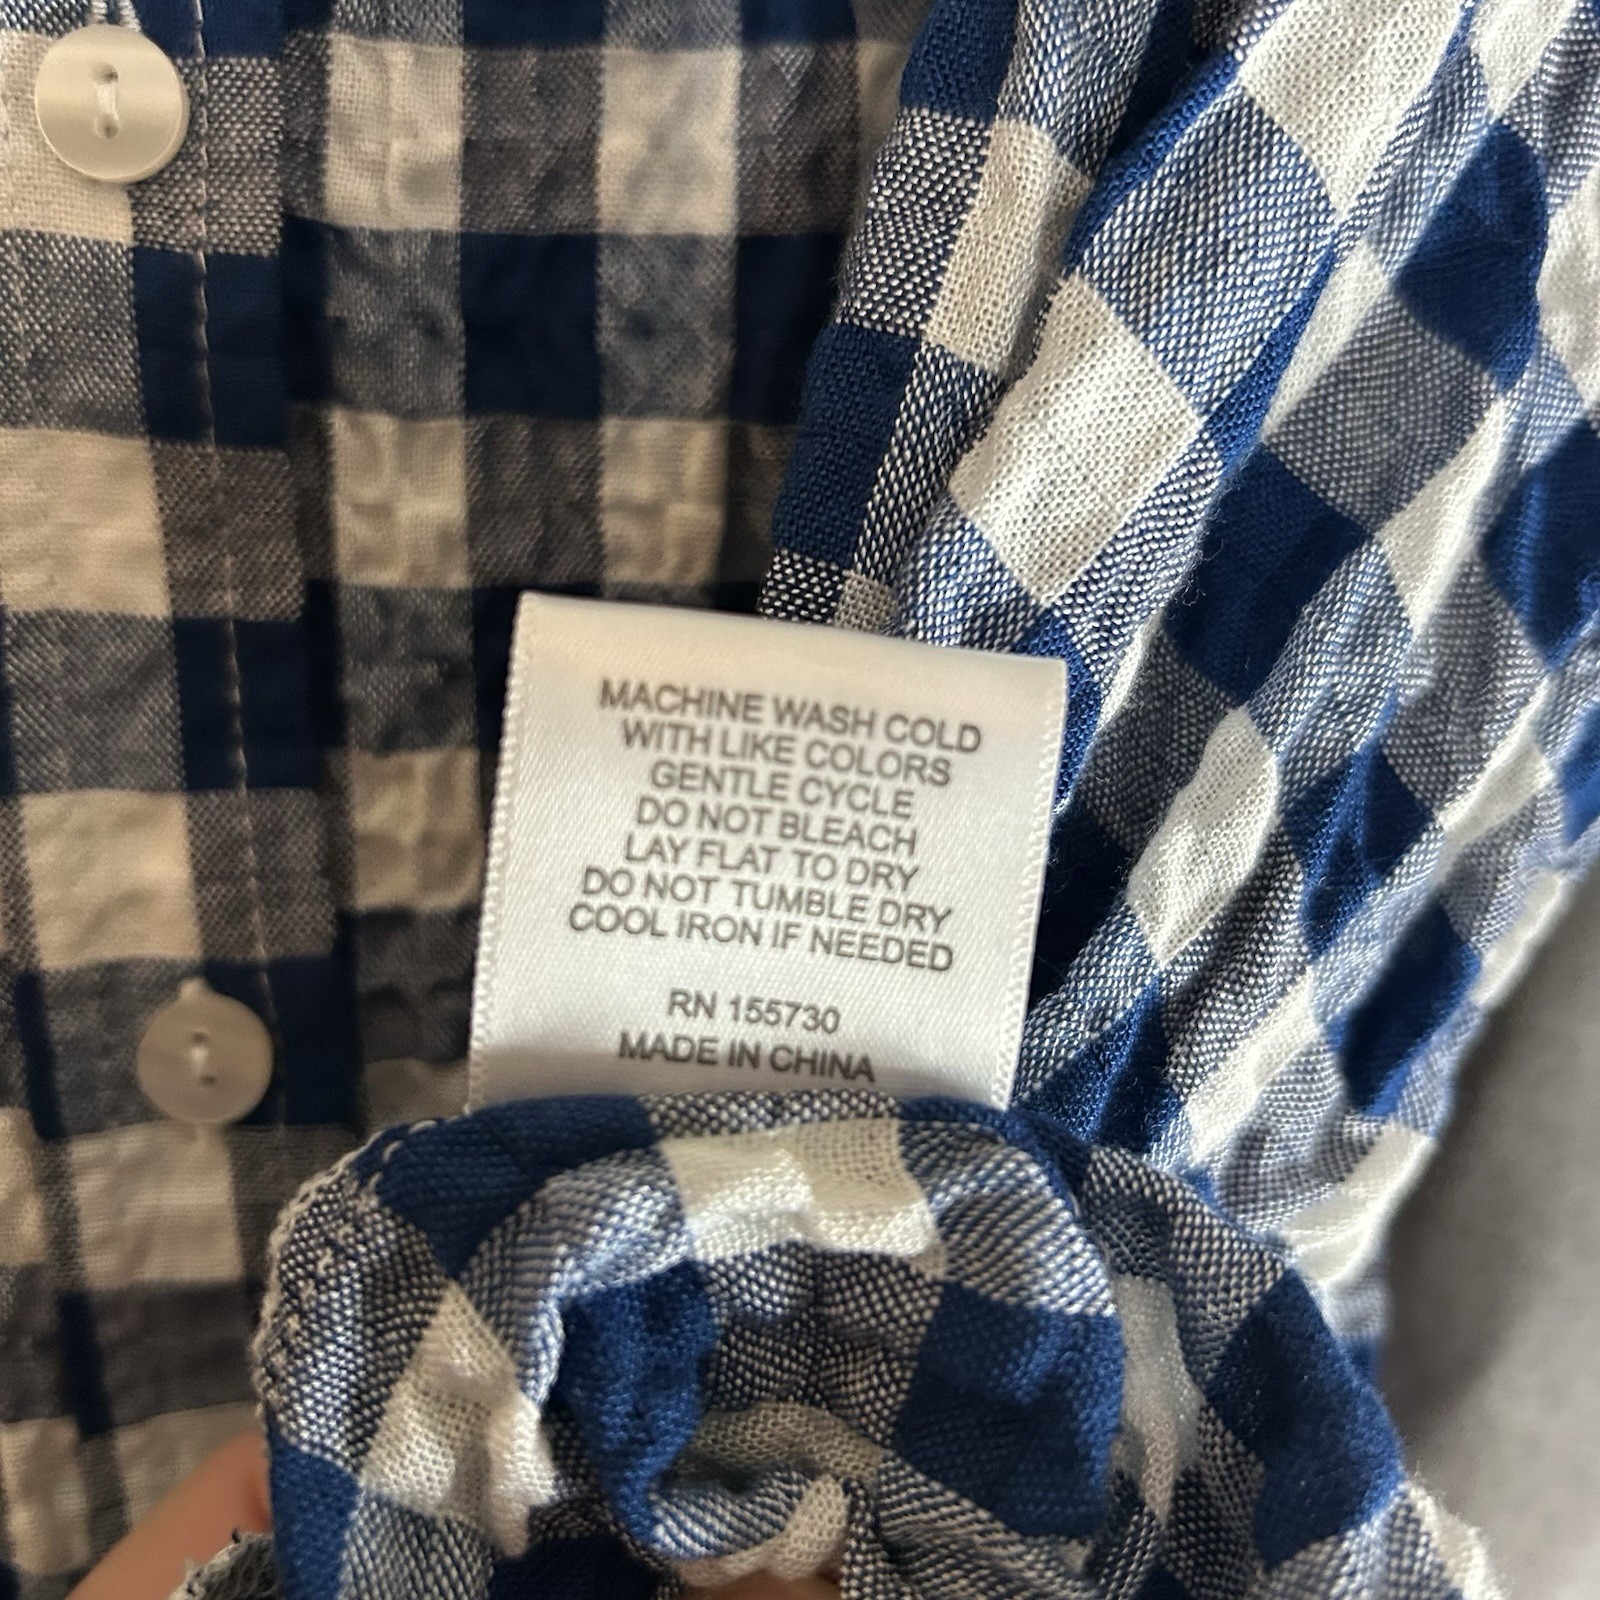 MACHINE WASH COLD
WITH LIKE COLORS
GENTLE CYCLE
DO NOT BLEACH
LAY FLAT TO DRY
DO NOT TUMBLE DRY
COOL IRON IF NEEDED
RN 155730
MADE IN CHINA